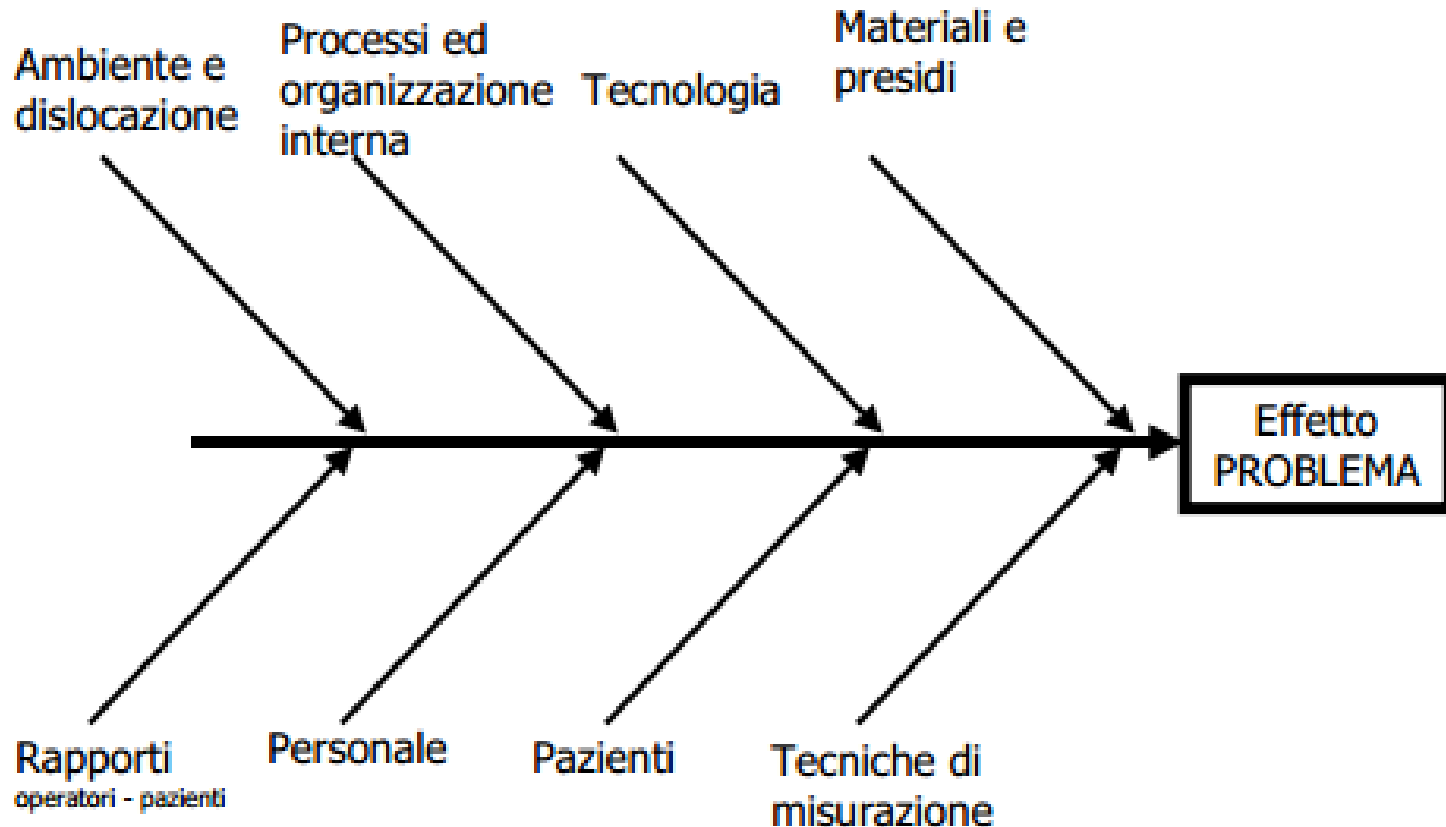 Ambiente e
dislocazione
Processi ed
organizzazione
interna
Tecnologia
Materiali e
presidi
Effetto
PROBLEMA
Rapporti
operatori - pazienti
Personale
Pazienti
Tecniche di
misurazione